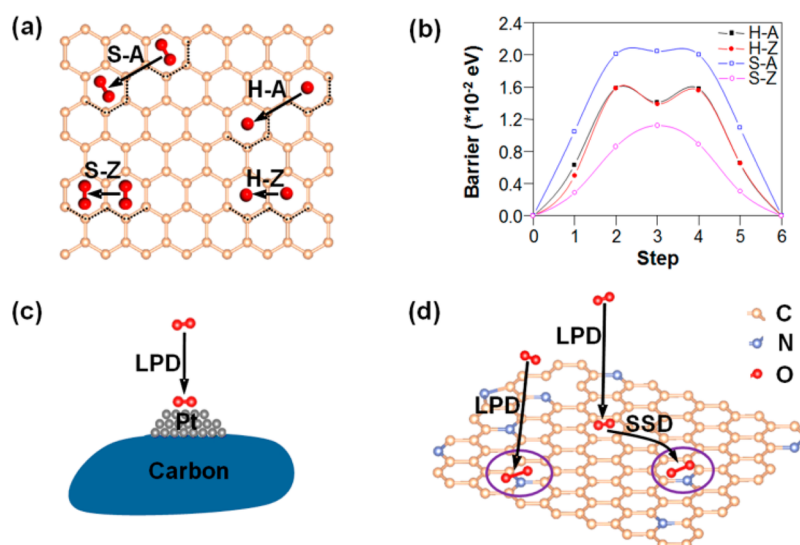 (a)
S-A
H-A
S-Z
H-Z
(b)
Barrier (*10⁻² eV)
2.4
2.0
1.6
1.2
0.8
0.4
0.0
0 1 2 3 4 5 6
Step
H-A
H-Z
S-A
S-Z
(c)
LPD
Pt
Carbon
(d)
LPD
LPD
SSD
C
N
O